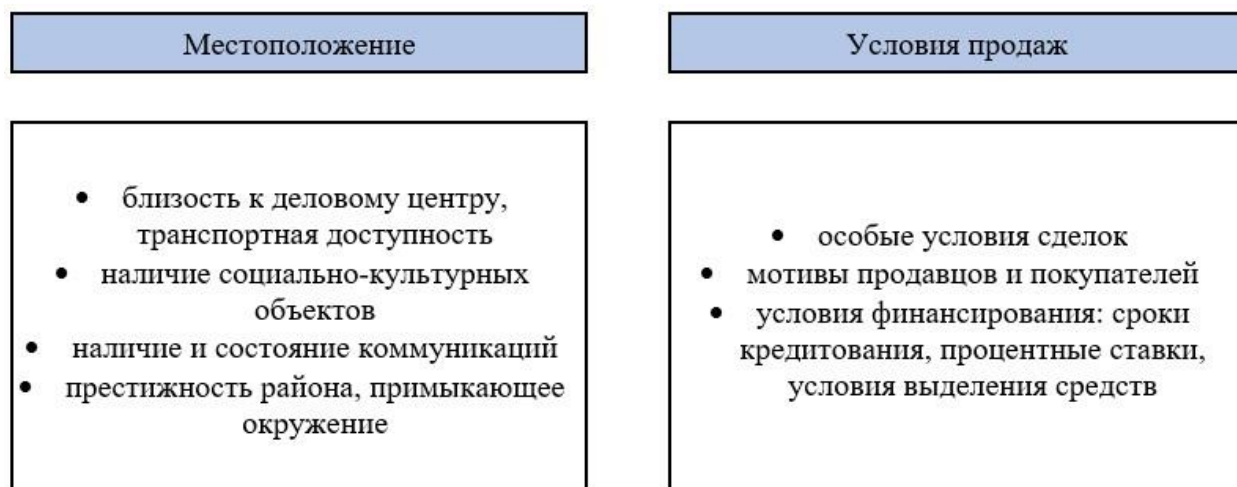 Местоположение
Условия продаж
• близость к деловому центру,
транспортная доступность
• наличие социально-культурных
объектов
• наличие и состояние коммуникаций
• престижность района, примыкающее
окружение
• особые условия сделок
• мотивы продавцов и покупателей
• условия финансирования: сроки
кредитования, процентные ставки,
условия выделения средств